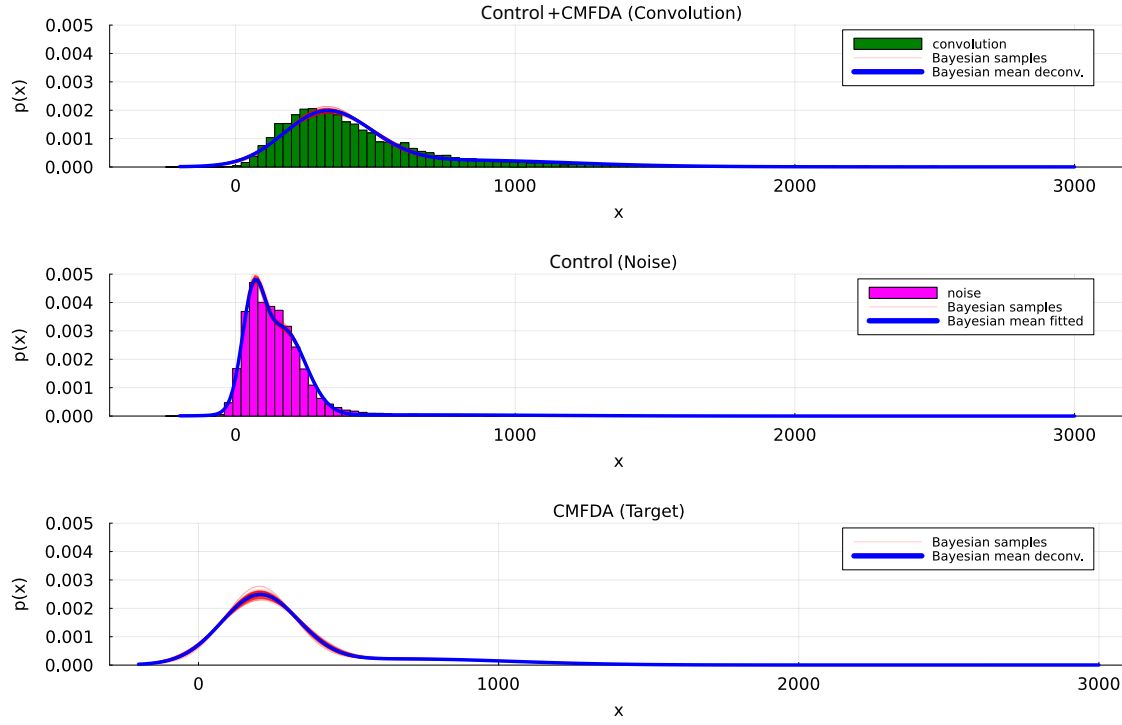 Control+CMFDA (Convolution)
0.005
0.004
0.003
0.002
0.001
0.000
p(x)
convolution
Bayesian samples
Bayesian mean deconv.
0
1000
2000
3000
x
Control (Noise)
0.005
0.004
0.003
0.002
0.001
0.000
p(x)
noise
Bayesian samples
Bayesian mean fitted
0
1000
2000
3000
x
CMFDA (Target)
0.005
0.004
0.003
0.002
0.001
0.000
p(x)
Bayesian samples
Bayesian mean deconv.
0
1000
2000
3000
x